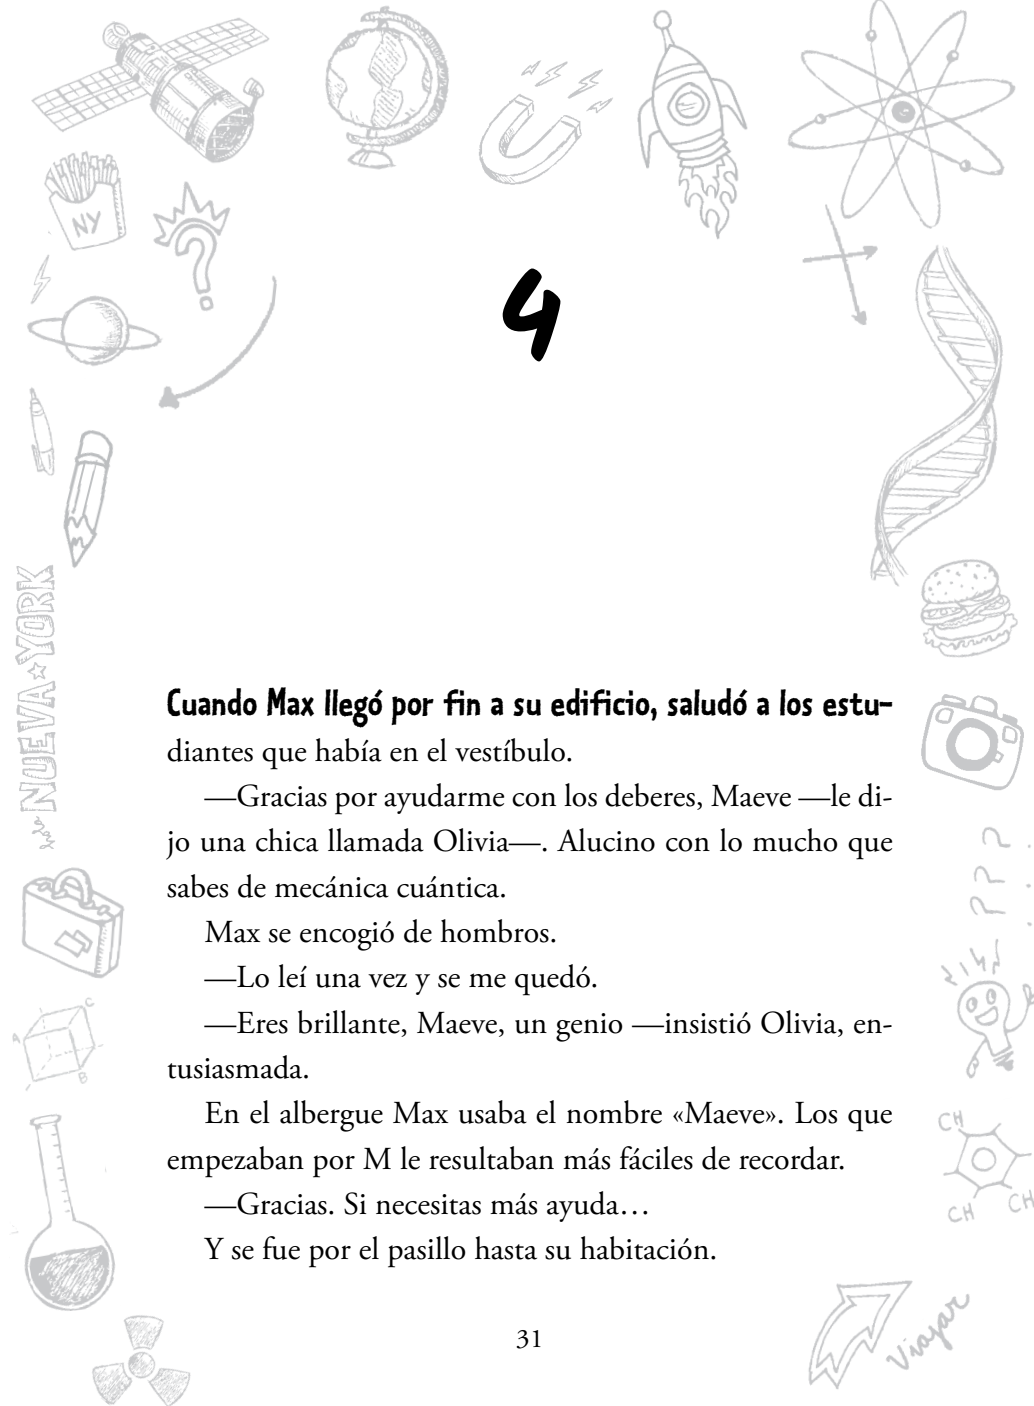 NY
4
NUEVA YORK
Cuando Max llegó por fin a su edificio, saludó a los estu-
diantes que había en el vestíbulo.
—Gracias por ayudarme con los deberes, Maeve —le di-
jo una chica llamada Olivia—. Alucino con lo mucho que
sabes de mecánica cuántica.
Max se encogió de hombros.
—Lo leí una vez y se me quedó.
—Eres brillante, Maeve, un genio —insistió Olivia, en-
tusiasmada.
En el albergue Max usaba el nombre «Maeve». Los que
empezaban por M le resultaban más fáciles de recordar.
—Gracias. Si necesitas más ayuda…
Y se fue por el pasillo hasta su habitación.
???
C
A
B
CH
CH
CH
Viajar
31